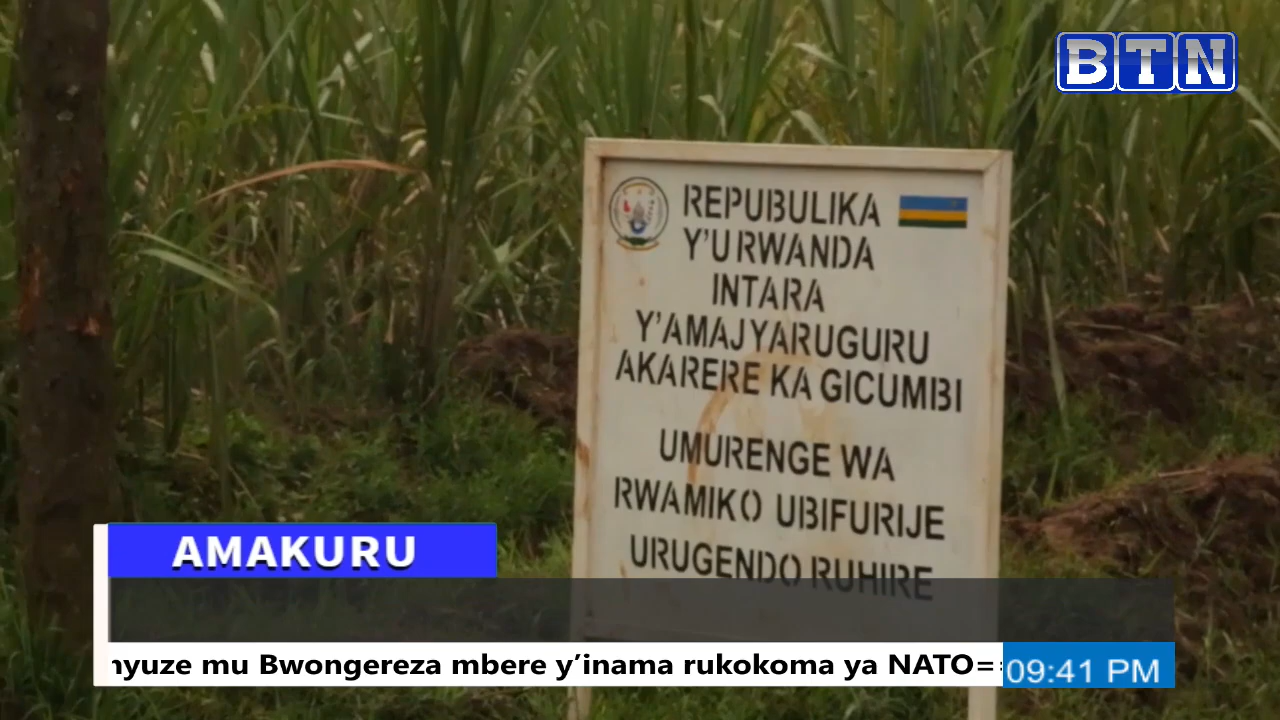 BTN
REPUBULIKA
Y'URWANDA
INTARA
Y'AMAJYARUGURU
AKARERE KA GICUMBI
UMURENGE WA
RWAMIKO UBIFURIJE
URUGENDO RUHIRE
AMAKURU
nyuze mu Bwongereza mbere y'inama rukokoma ya NATO==
09:41 PM